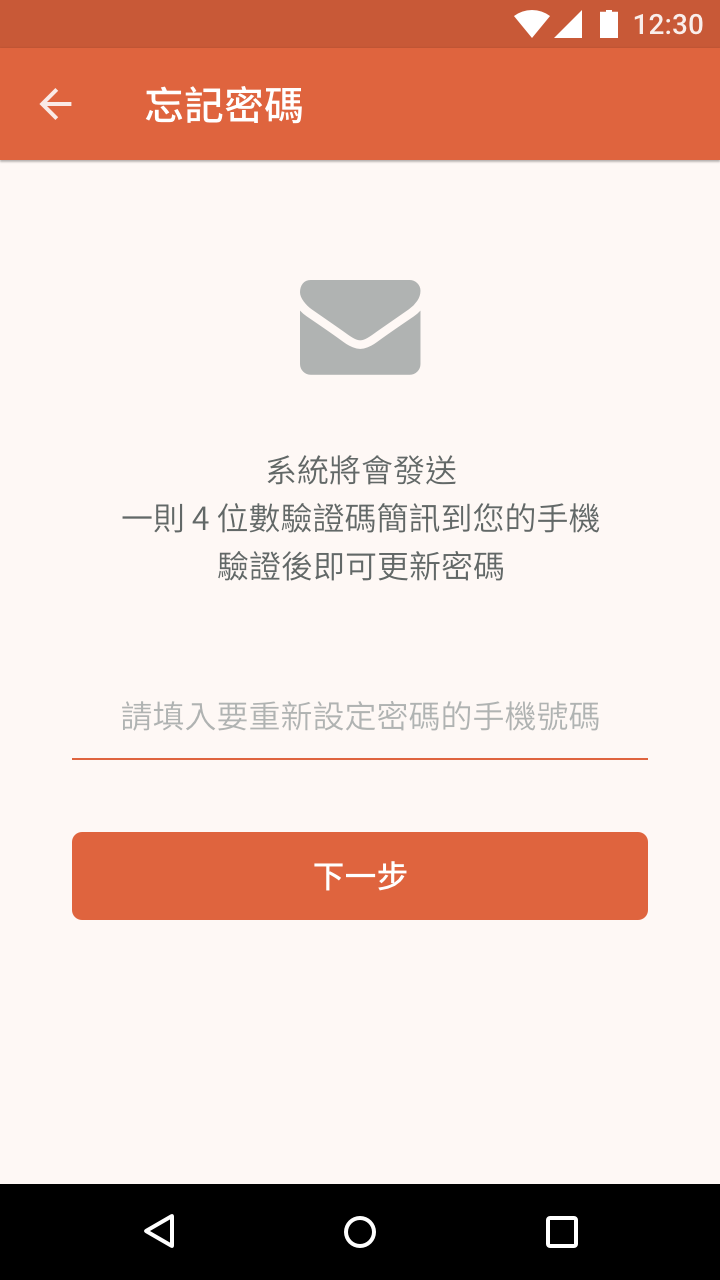 12:30
忘記密碼
系統將會發送
一則 4 位數驗證碼簡訊到您的手機
驗證後即可更新密碼
請填入要重新設定密碼的手機號碼
下一步